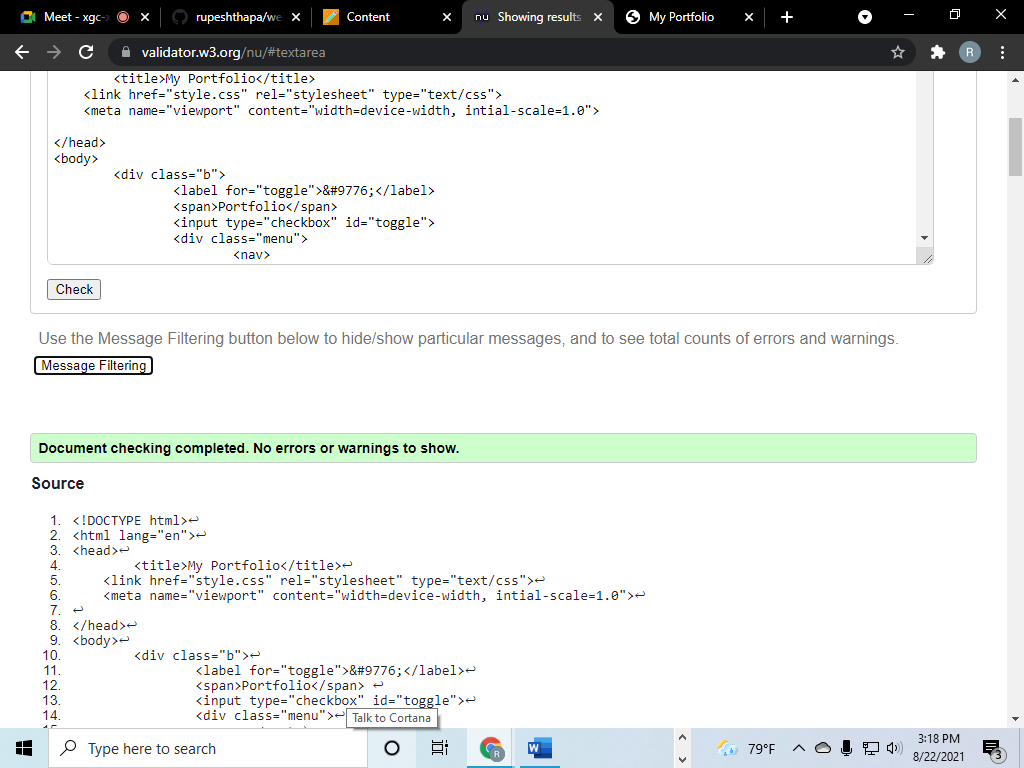 Meet - xgc-
rupeshthapa/we
Content
nu Showing results
My Portfolio
validator.w3.org/nu/#textarea
R
<title>My Portfolio</title>
<link href="style.css" rel="stylesheet" type="text/css">
<meta name="viewport" content="width=device-width, intial-scale=1.0">
</head>
<body>
<div class="b">
<label for="toggle">&#9776;</label>
<span>Portfolio</span>
<input type="checkbox" id="toggle">
<div class="menu">
<nav>
Check
Use the Message Filtering button below to hide/show particular messages, and to see total counts of errors and warnings.
Message Filtering
Document checking completed. No errors or warnings to show.
Source
1. <!DOCTYPE html>↩
2. <html lang="en">↩
3. <head>↩
4. <title>My Portfolio</title>↩
5. <link href="style.css" rel="stylesheet" type="text/css">↩
6. <meta name="viewport" content="width=device-width, intial-scale=1.0">↩
7. ↩
8. </head>↩
9. <body>↩
10. <div class="b">↩
11. <label for="toggle">&#9776;</label>↩
12. <span>Portfolio</span> ↩
13. <input type="checkbox" id="toggle">↩
14. <div class="menu">↩
Talk to Cortana
Type here to search
R
W
79°F
3:18 PM
8/22/2021
3